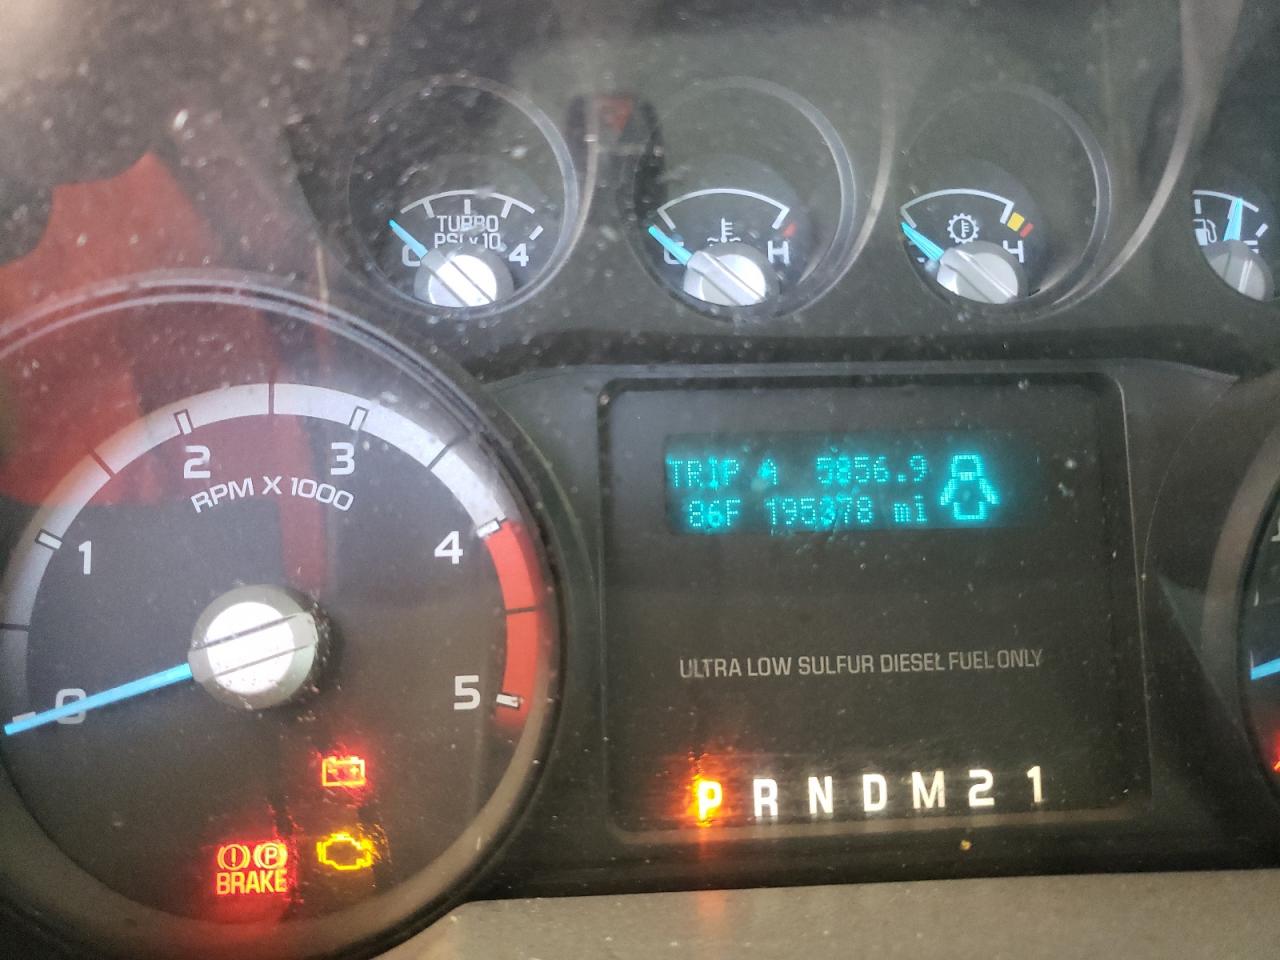 TURBO
PSI x 10
0 4
C H
C H
F
2 3
RPM X 1000
1
4
0
5
TRIP A 5856.9
86F 195378 mi
ULTRA LOW SULFUR DIESEL FUEL ONLY
P R N D M 2 1
P
BRAKE